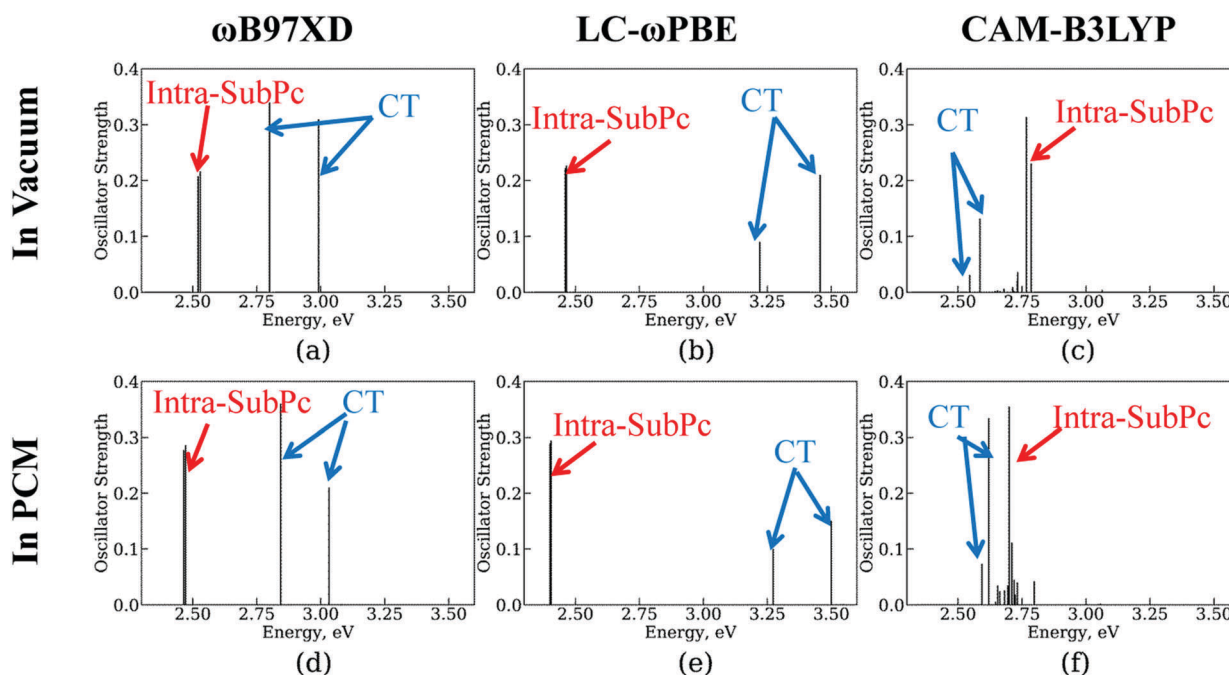 ωB97XD
LC-ωPBE
CAM-B3LYP
In Vacuum
Oscillator Strength
0.4
0.3
0.2
0.1
0.0
Intra-SubPc
CT
2.50
2.75
3.00
3.25
3.50
Energy, eV
(a)
Oscillator Strength
0.4
0.3
0.2
0.1
0.0
Intra-SubPc
CT
2.50
2.75
3.00
3.25
3.50
Energy, eV
(b)
Oscillator Strength
0.4
0.3
0.2
0.1
0.0
CT
Intra-SubPc
2.50
2.75
3.00
3.25
3.50
Energy, eV
(c)
In PCM
Oscillator Strength
0.4
0.3
0.2
0.1
0.0
Intra-SubPc
CT
2.50
2.75
3.00
3.25
3.50
Energy, eV
(d)
Oscillator Strength
0.4
0.3
0.2
0.1
0.0
Intra-SubPc
CT
2.50
2.75
3.00
3.25
3.50
Energy, eV
(e)
Oscillator Strength
0.4
0.3
0.2
0.1
0.0
CT
Intra-SubPc
2.50
2.75
3.00
3.25
3.50
Energy, eV
(f)